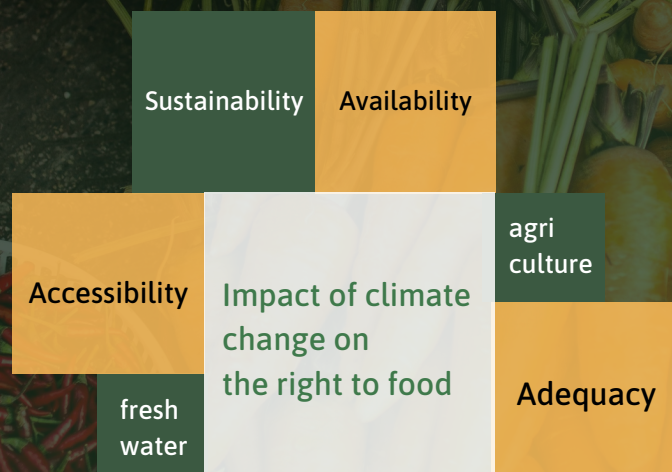 Sustainability
Availability
Accessibility
Impact of climate
change on
the right to food
agri
culture
fresh
water
Adequacy